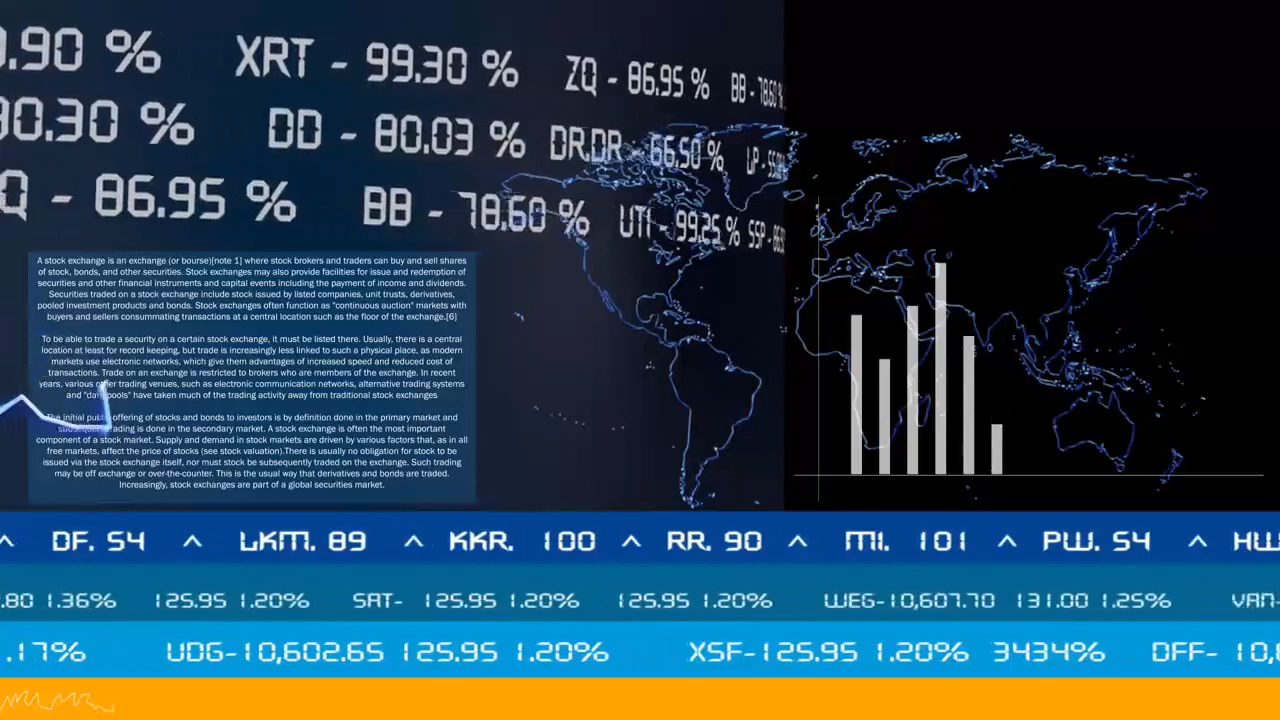 .90 % XRT - 99.30 % ZQ - 86.95 % BB - 78.60 %
30.30 % DD - 80.03 % DR.DR - 66.50 % LP -
Q - 86.95 % BB - 78.60 % UTI - 99.25 % SSP -
A stock exchange is an exchange (or bourse)[note 1] where stock brokers and traders can buy and sell shares
of stock, bonds, and other securities. Stock exchanges may also provide facilities for issue and redemption of
securities and other financial instruments and capital events including the payment of income and dividends.
Securities traded on a stock exchange include stock issued by listed companies, unit trusts, derivatives,
pooled investment products and bonds. Stock exchanges often function as "continuous auction" markets with
buyers and sellers consummating transactions at a central location such as the floor of the exchange.[6]
To be able to trade a security on a certain stock exchange, it must be listed there. Usually, there is a central
location at least for record keeping, but trade is increasingly less linked to such a physical place, as modern
markets use electronic networks, which give them advantages of increased speed and reduced cost of
transactions. Trade on an exchange is restricted to brokers who are members of the exchange. In recent
years, various other trading venues, such as electronic communication networks, alternative trading systems
and "dark pools" have taken much of the trading activity away from traditional stock exchanges
The initial public offering of stocks and bonds to investors is by definition done in the primary market and
subsequent trading is done in the secondary market. A stock exchange is often the most important
component of a stock market. Supply and demand in stock markets are driven by various factors that, as in all
free markets, affect the price of stocks (see stock valuation).There is usually no obligation for stock to be
issued via the stock exchange itself, nor must stock be subsequently traded on the exchange. Such trading
may be off exchange or over-the-counter. This is the usual way that derivatives and bonds are traded.
Increasingly, stock exchanges are part of a global securities market.
^ DF. 54 ^ LKM. 89 ^ KKR. 100 ^ RR. 90 ^ MI. 101 ^ PW. 54 ^ HW
.80 1.36% 125.95 1.20% SAT- 125.95 1.20% 125.95 1.20% WEG-10,607.70 131.00 1.25% VAN-
.17% UDG-10,602.65 125.95 1.20% XSF-125.95 1.20% 3434% DFF- 10,